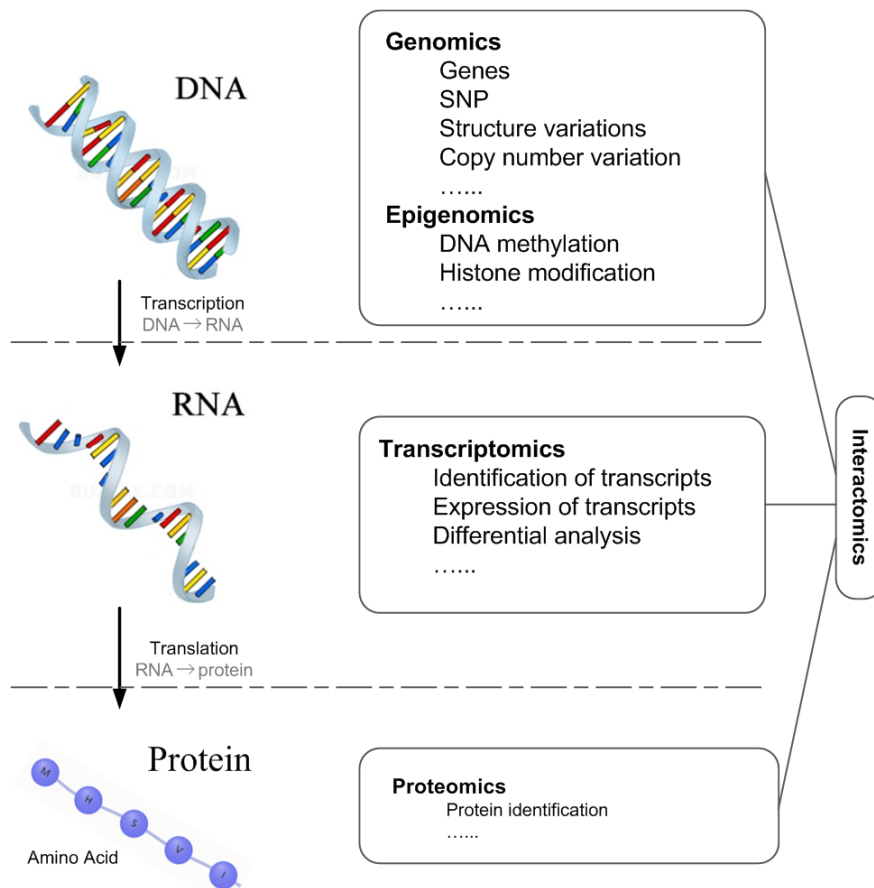 DNA
Genomics
Genes
SNP
Structure variations
Copy number variation
…...
Epigenomics
DNA methylation
Histone modification
…...
Transcription
DNA → RNA
RNA
Transcriptomics
Identification of transcripts
Expression of transcripts
Differential analysis
…...
Interactomics
Translation
RNA → protein
Protein
Proteomics
Protein identification
…...
M
H
S
V
I
Amino Acid